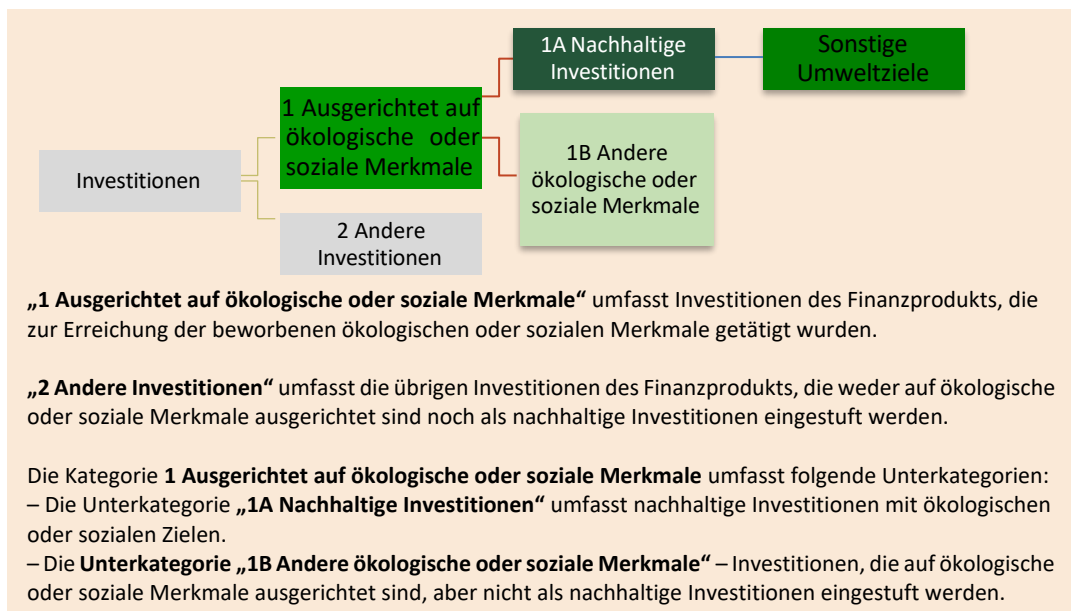 1A Nachhaltige
Investitionen
Sonstige
Umweltziele
1 Ausgerichtet auf
ökologische oder
soziale Merkmale
1B Andere
ökologische oder
soziale Merkmale
Investitionen
2 Andere
Investitionen
„1 Ausgerichtet auf ökologische oder soziale Merkmale“ umfasst Investitionen des Finanzprodukts, die
zur Erreichung der beworbenen ökologischen oder sozialen Merkmale getätigt wurden.
„2 Andere Investitionen“ umfasst die übrigen Investitionen des Finanzprodukts, die weder auf ökologische
oder soziale Merkmale ausgerichtet sind noch als nachhaltige Investitionen eingestuft werden.
Die Kategorie 1 Ausgerichtet auf ökologische oder soziale Merkmale umfasst folgende Unterkategorien:
– Die Unterkategorie „1A Nachhaltige Investitionen“ umfasst nachhaltige Investitionen mit ökologischen
oder sozialen Zielen.
– Die Unterkategorie „1B Andere ökologische oder soziale Merkmale“ – Investitionen, die auf ökologische
oder soziale Merkmale ausgerichtet sind, aber nicht als nachhaltige Investitionen eingestuft werden.